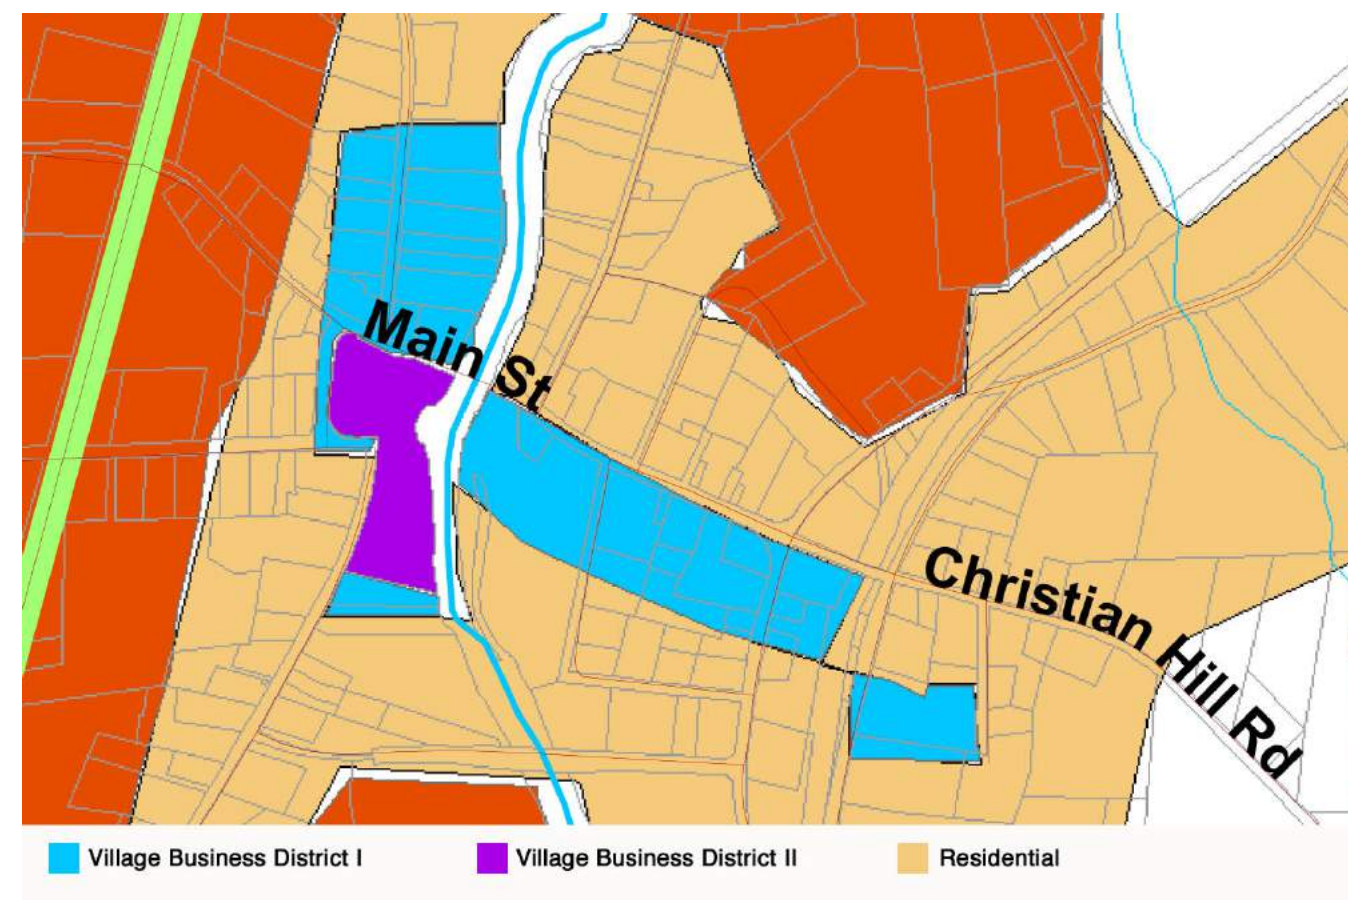 Main St
Christian Hill Rd
Village Business District I
Village Business District II
Residential